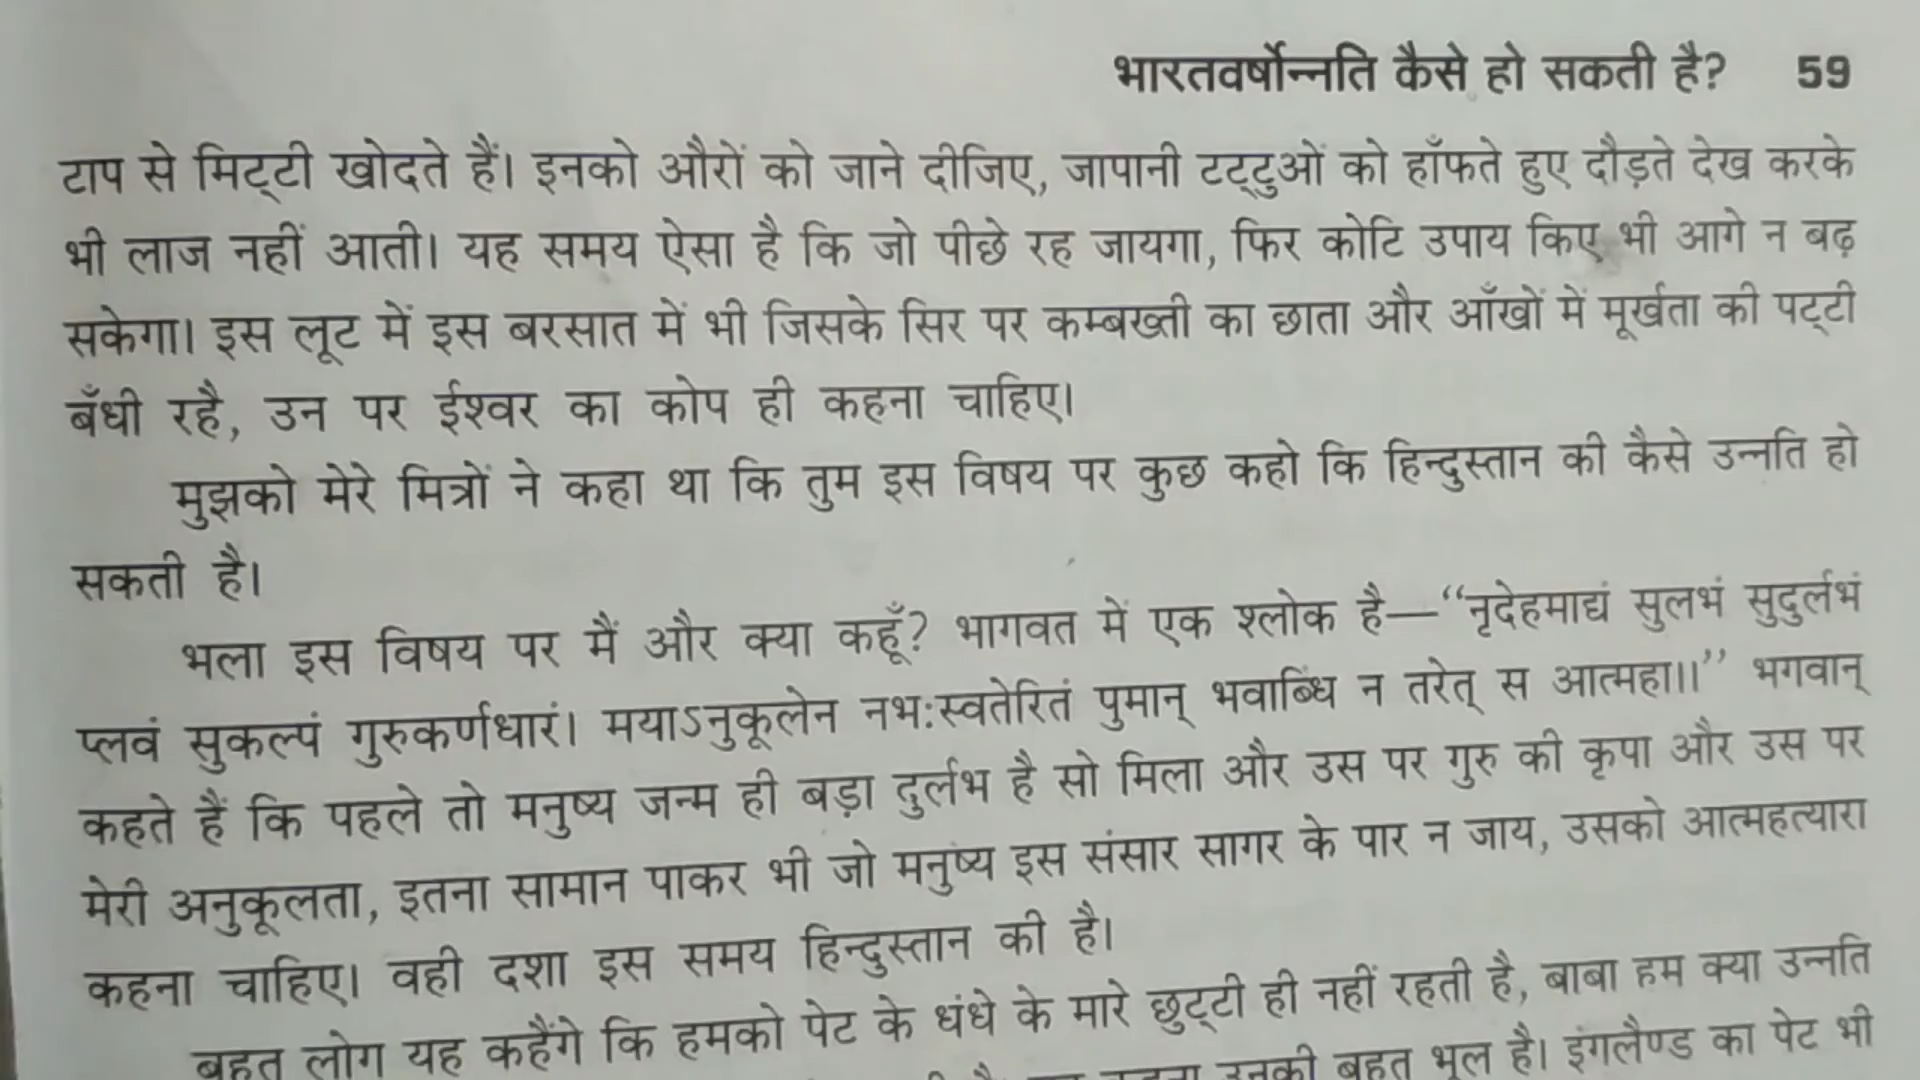 भारतवर्षोन्नति कैसे हो सकती है? 59
टाप से मिट्टी खोदते हैं। इनको औरों को जाने दीजिए, जापानी टट्टुओं को हाँफते हुए दौड़ते देख करके
भी लाज नहीं आती। यह समय ऐसा है कि जो पीछे रह जायगा, फिर कोटि उपाय किए भी आगे न बढ़
सकेगा। इस लूट में इस बरसात में भी जिसके सिर पर कम्बख्ती का छाता और आँखों में मूर्खता की पट्टी
बँधी रहै, उन पर ईश्वर का कोप ही कहना चाहिए।
मुझको मेरे मित्रों ने कहा था कि तुम इस विषय पर कुछ कहो कि हिन्दुस्तान की कैसे उन्नति हो
सकती है।
भला इस विषय पर मैं और क्या कहूँ? भागवत में एक श्लोक है—“नृदेहमाद्यं सुलभं सुदुर्लभं
प्लवं सुकल्पं गुरुकर्णधारं। मयाऽनुकूलेन नभ:स्वतेरितं पुमान् भवाब्धि न तरेत् स आत्महा।।” भगवान्
कहते हैं कि पहले तो मनुष्य जन्म ही बड़ा दुर्लभ है सो मिला और उस पर गुरु की कृपा और उस पर
मेरी अनुकूलता, इतना सामान पाकर भी जो मनुष्य इस संसार सागर के पार न जाय, उसको आत्महत्यारा
कहना चाहिए। वही दशा इस समय हिन्दुस्तान की है।
बहुत लोग यह कहैंगे कि हमको पेट के धंधे के मारे छुट्टी ही नहीं रहती है, बाबा हम क्या उन्नति
उनकी बहुत भूल है। इंगलैण्ड का पेट भी